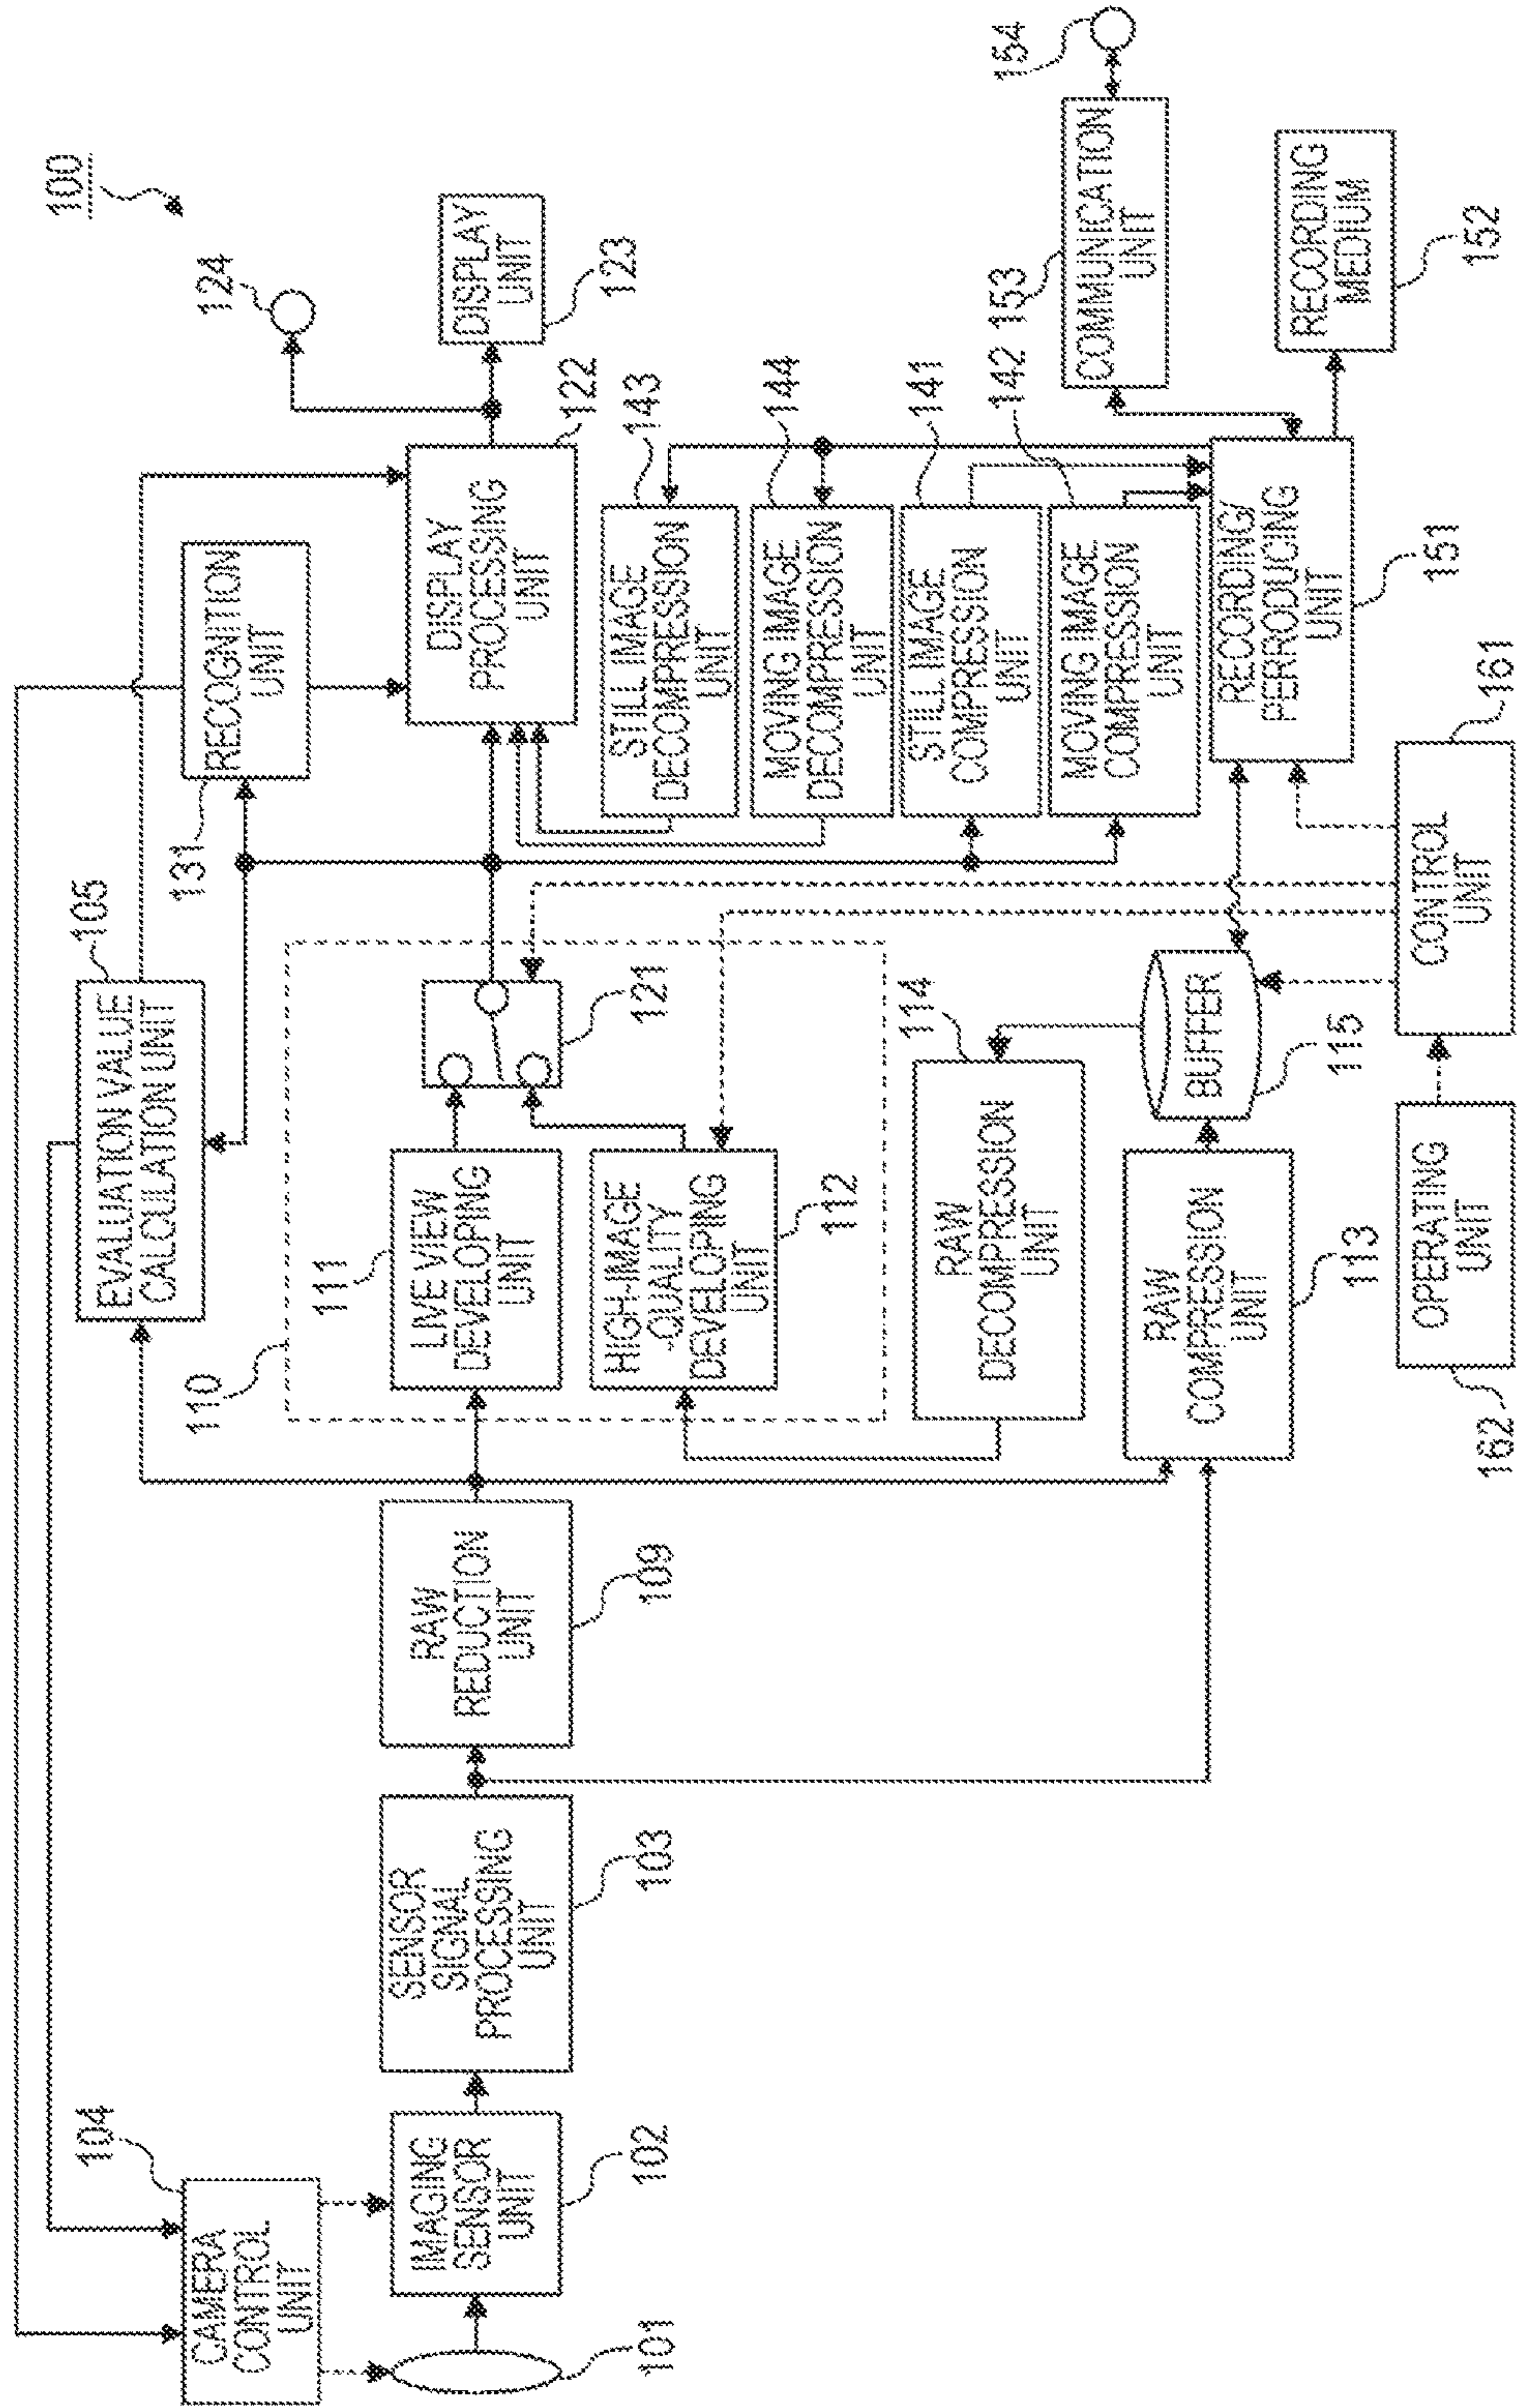 100
124
154
104
105
131
RECOGNITION
UNIT
EVALUATION VALUE
CALCULATION UNIT
CAMERA
CONTROL
UNIT
110
111
LIVE VIEW
DEVELOPING
UNIT
121
DISPLAY
PROCESSING
UNIT
122
DISPLAY
UNIT
123
101
IMAGING
SENSOR
UNIT
102
SENSOR
SIGNAL
PROCESSING
UNIT
103
RAW
REDUCTION
UNIT
109
HIGH-IMAGE
-QUALITY
DEVELOPING
UNIT
112
STILL IMAGE
DECOMPRESSION
UNIT
143
MOVING IMAGE
DECOMPRESSION
UNIT
144
STILL IMAGE
COMPRESSION
UNIT
141
MOVING IMAGE
COMPRESSION
UNIT
142
153
COMMUNICATION
UNIT
114
RAW
DECOMPRESSION
UNIT
RAW
COMPRESSION
UNIT
113
BUFFER
115
RECORDING/
PERRODUCING
UNIT
151
RECORDING
MEDIUM
152
162
OPERATING
UNIT
CONTROL
UNIT
161